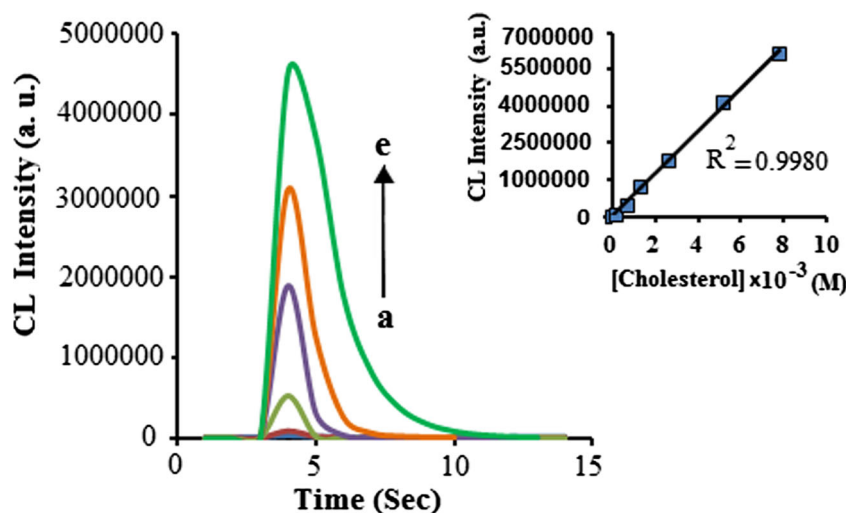 5000000
4000000
3000000
2000000
1000000
0
CL Intensity (a. u.)
0 5 10 15
Time (Sec)
e
a
7000000
5500000
4000000
2500000
1000000
0
CL Intensity (a.u.)
R²=0.9980
0 2 4 6 8 10
[Cholesterol] ×10⁻³ (M)